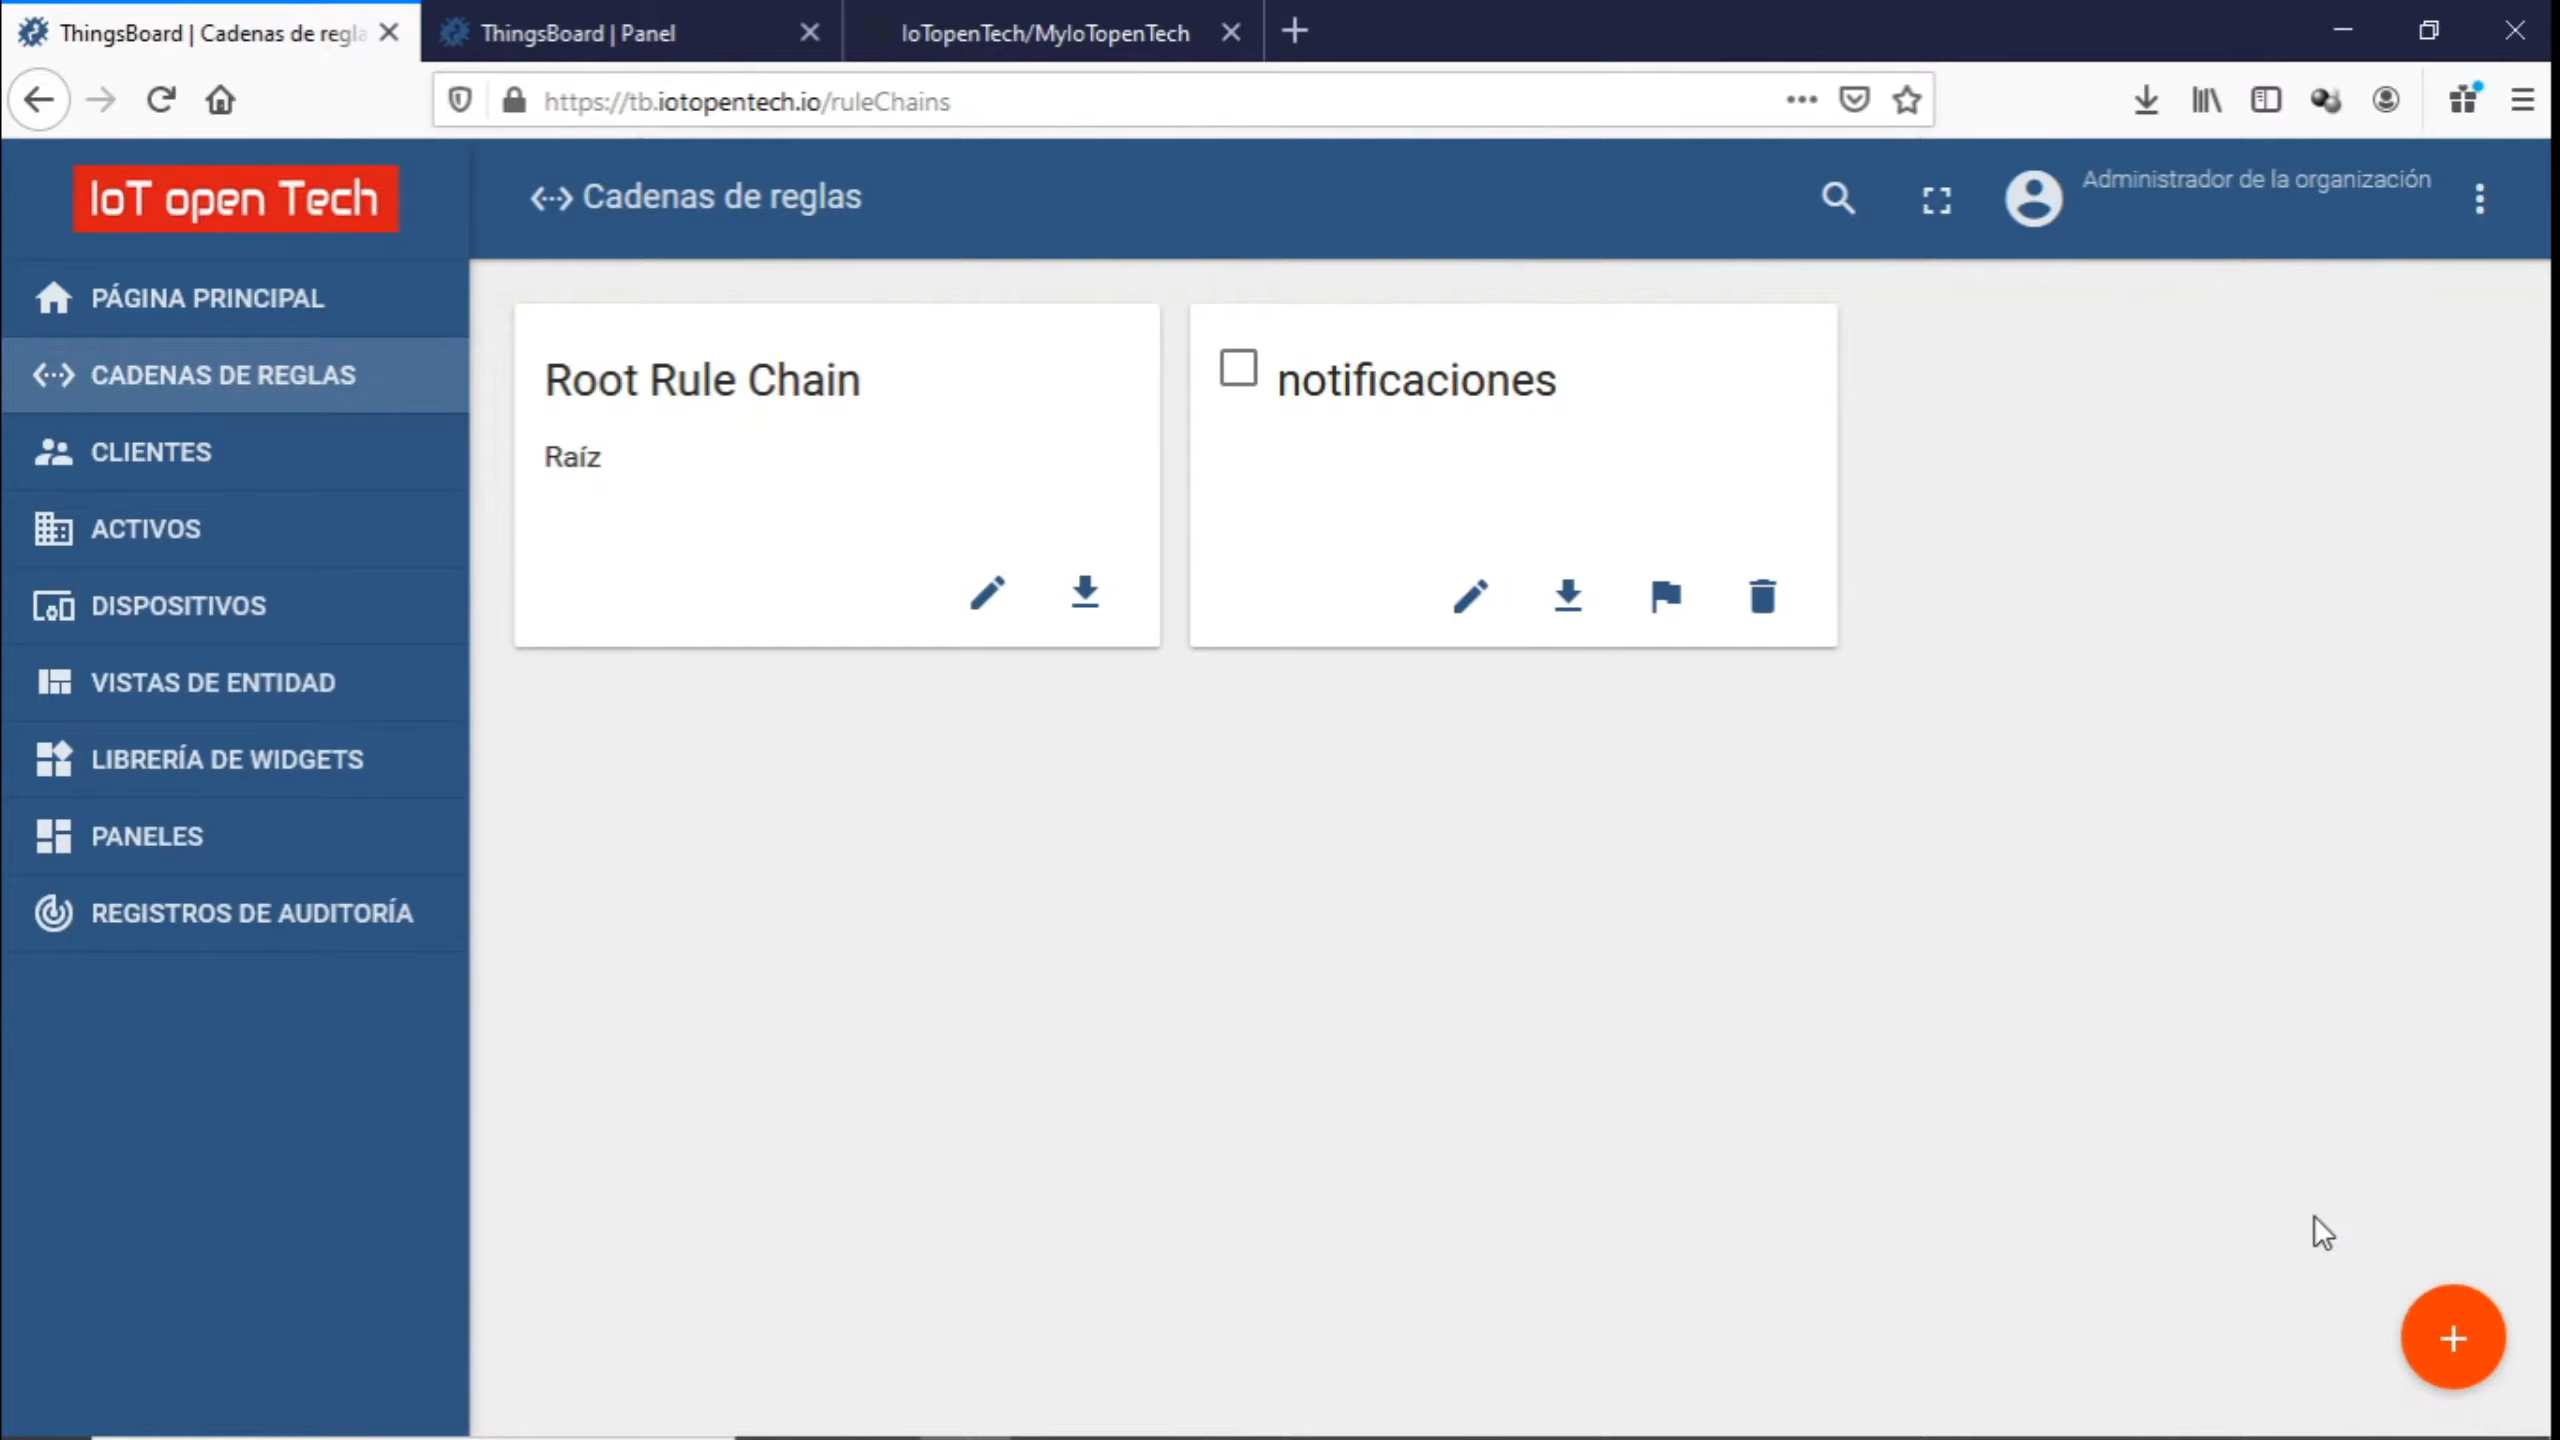 ThingsBoard | Cadenas de regla
ThingsBoard | Panel
IoTopenTech/MyIoTopenTech
https://tb.iotopentech.io/ruleChains
IoT open Tech
Cadenas de reglas
Administrador de la organización
PÁGINA PRINCIPAL
CADENAS DE REGLAS
CLIENTES
ACTIVOS
DISPOSITIVOS
VISTAS DE ENTIDAD
LIBRERÍA DE WIDGETS
PANELES
REGISTROS DE AUDITORÍA
Root Rule Chain
Raíz
notificaciones